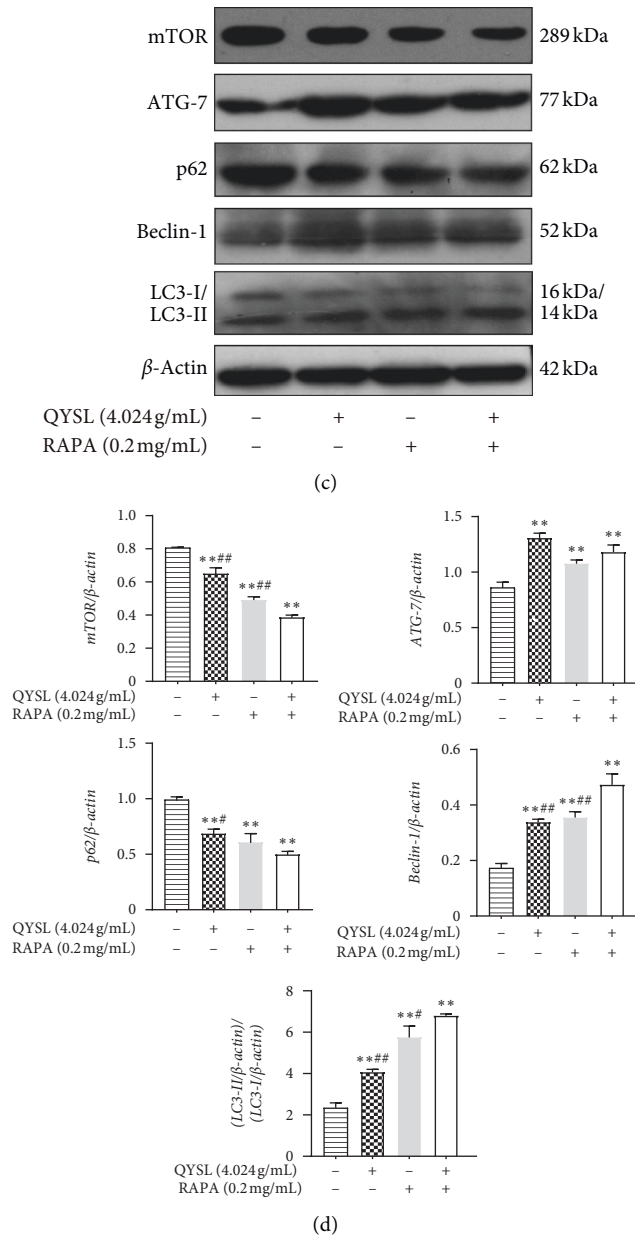 mTOR 289 kDa
ATG-7 77 kDa
p62 62 kDa
Beclin-1 52 kDa
LC3-I/ 16 kDa/
LC3-II 14 kDa
β-Actin 42 kDa
QYSL (4.024 g/mL) – + – +
RAPA (0.2 mg/mL) – – + +
(c)
mTOR/β-actin
1.0
0.8
0.6
0.4
0.2
0.0
**##
**##
**
QYSL (4.024 g/mL) – + – +
RAPA (0.2 mg/mL) – – + +
ATG-7/β-actin
1.5
1.0
1.5
0.0
**
**
**
QYSL (4.024 g/mL) – + – +
RAPA (0.2 mg/mL) – – + +
p62/β-actin
1.5
1.0
0.5
0.0
**#
**
**
QYSL (4.024 g/mL) – + – +
RAPA (0.2 mg/mL) – – + +
Beclin-1/β-actin
0.6
0.4
0.2
0.0
**##
**##
**
QYSL (4.024 g/mL) – + – +
RAPA (0.2 mg/mL) – – + +
(LC3-II/β-actin)/
(LC3-I/β-actin)
8
6
4
2
0
**##
**#
**
QYSL (4.024 g/mL) – + – +
RAPA (0.2 mg/mL) – – + +
(d)